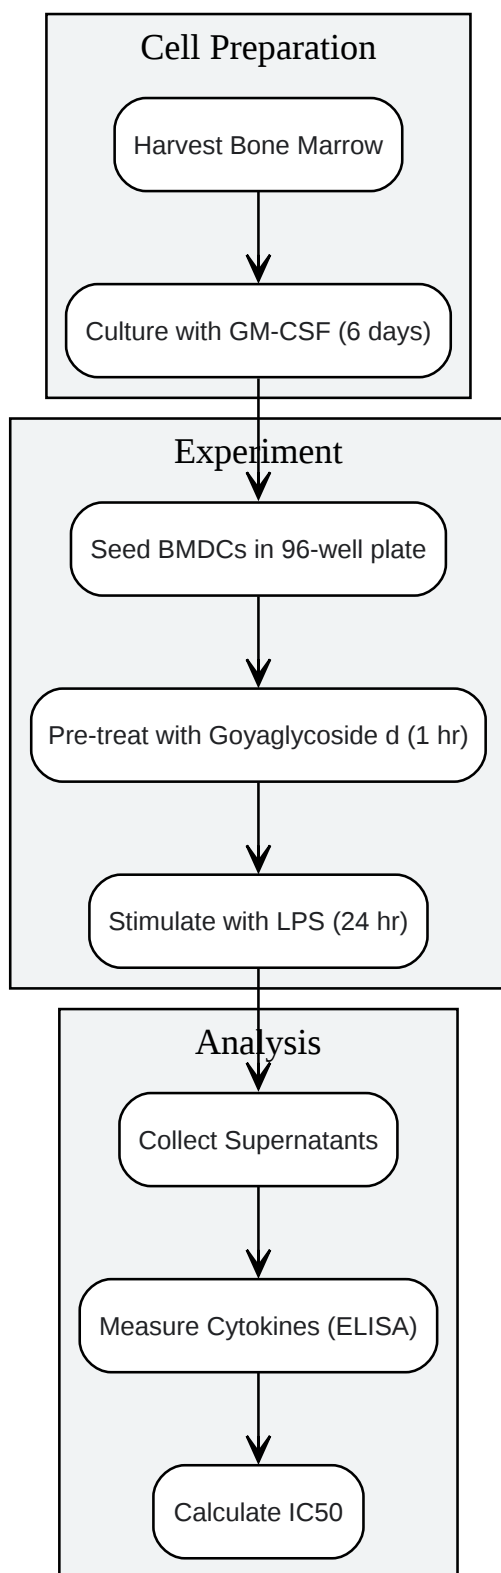 Cell Preparation
Harvest Bone Marrow
Culture with GM-CSF (6 days)
Experiment
Seed BMDCs in 96-well plate
Pre-treat with Goyaglycoside d (1 hr)
Stimulate with LPS (24 hr)
Analysis
Collect Supernatants
Measure Cytokines (ELISA)
Calculate IC50